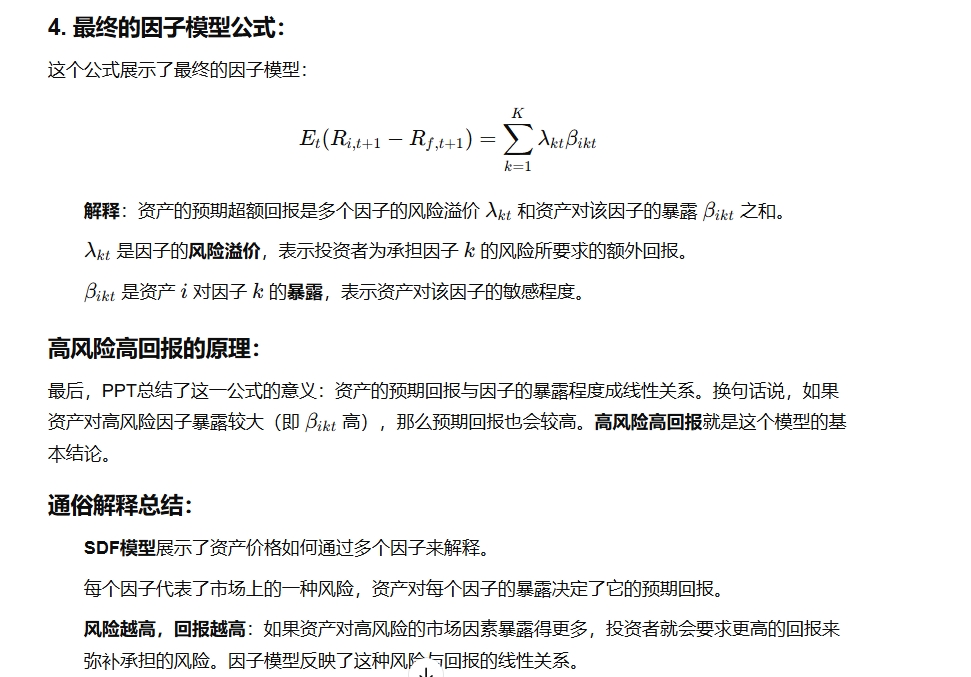 4. 最终的因子模型公式：
这个公式展示了最终的因子模型：
E_t(R_{i,t+1} − R_{f,t+1}) = \sum_{k=1}^{K} λ_{kt}β_{ikt}
解释：资产的预期超额回报是多个因子的风险溢价 λ_{kt} 和资产对该因子的暴露 β_{ikt} 之和。
λ_{kt} 是因子的风险溢价，表示投资者为承担因子 k 的风险所要求的额外回报。
β_{ikt} 是资产 i 对因子 k 的暴露，表示资产对该因子的敏感程度。
高风险高回报的原理：
最后，PPT总结了这一公式的意义：资产的预期回报与因子的暴露程度成线性关系。换句话说，如果
资产对高风险因子暴露较大（即 β_{ikt} 高），那么预期回报也会较高。高风险高回报就是这个模型的基
本结论。
通俗解释总结：
SDF模型展示了资产价格如何通过多个因子来解释。
每个因子代表了市场上的一种风险，资产对每个因子的暴露决定了它的预期回报。
风险越高，回报越高：如果资产对高风险的市场因素暴露得更多，投资者就会要求更高的回报来
弥补承担的风险。因子模型反映了这种风险与回报的线性关系。